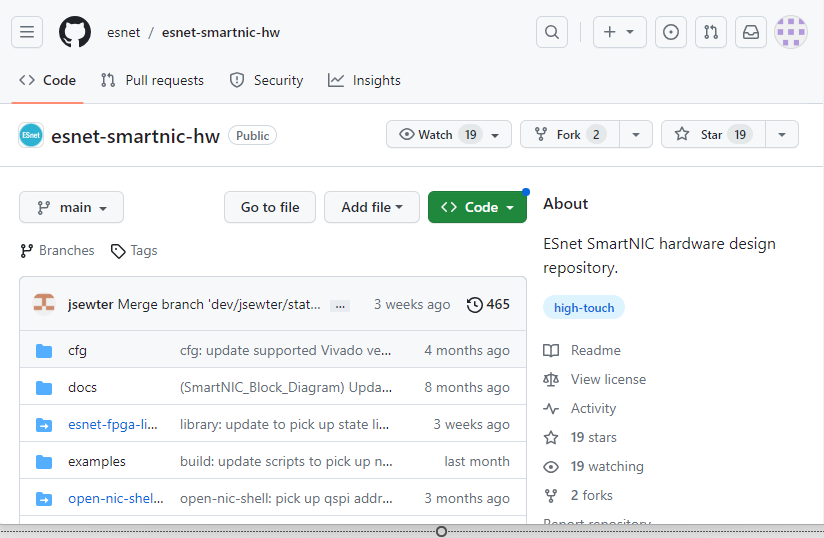 esnet / esnet-smartnic-hw
Code Pull requests Security Insights
ESnet esnet-smartnic-hw Public Watch 19 Fork 2 Star 19
main Go to file Add file Code
Branches Tags
jsewter Merge branch 'dev/jsewter/stat... ... 3 weeks ago 465
cfg cfg: update supported Vivado ve... 4 months ago
docs (SmartNIC_Block_Diagram) Upda... 8 months ago
esnet-fpga-li... library: update to pick up state li... 3 weeks ago
examples build: update scripts to pick up n... last month
open-nic-shel... open-nic-shell: pick up qspi addr... 3 months ago
About
ESnet SmartNIC hardware design
repository.
high-touch
Readme
View license
Activity
19 stars
19 watching
2 forks
Report repository